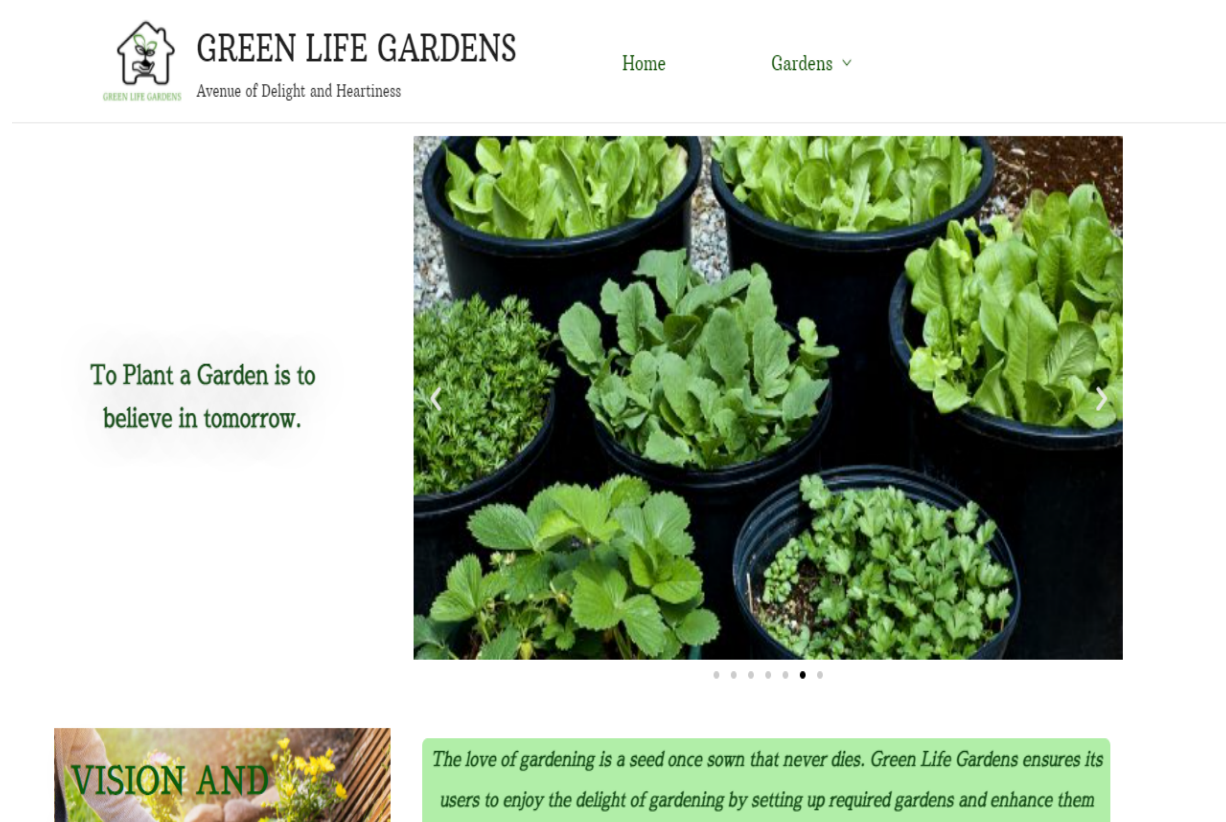 GREEN LIFE GARDENS
GREEN LIFE GARDENS
Avenue of Delight and Heartiness
Home
Gardens
To Plant a Garden is to
believe in tomorrow.
VISION AND
The love of gardening is a seed once sown that never dies. Green Life Gardens ensures its
users to enjoy the delight of gardening by setting up required gardens and enhance them